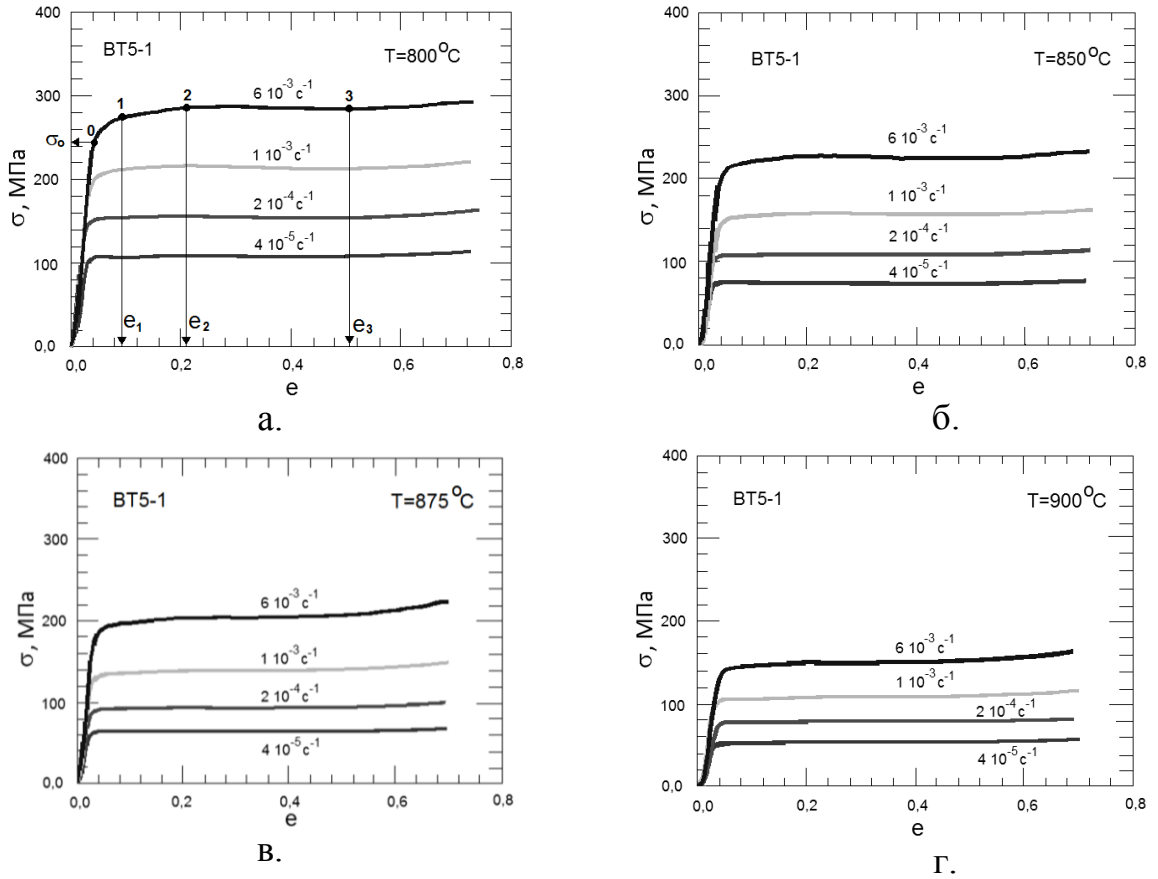 400
300
200
100
0,0
σ, МПа
ВТ5-1
T=800°C
6 10⁻³c⁻¹
1 10⁻³c⁻¹
2 10⁻⁴c⁻¹
4 10⁻⁵c⁻¹
σ₀
0
1
2
3
e₁
e₂
e₃
0,0 0,2 0,4 0,6 0,8
e
а.
400
300
200
100
0,0
σ, МПа
ВТ5-1
T=850°C
6 10⁻³c⁻¹
1 10⁻³c⁻¹
2 10⁻⁴c⁻¹
4 10⁻⁵c⁻¹
0,0 0,2 0,4 0,6 0,8
e
б.
400
300
200
100
0,0
σ, МПа
ВТ5-1
T=875°C
6 10⁻³c⁻¹
1 10⁻³c⁻¹
2 10⁻⁴c⁻¹
4 10⁻⁵c⁻¹
0,0 0,2 0,4 0,6 0,8
e
в.
400
300
200
100
0,0
σ, МПа
ВТ5-1
T=900°C
6 10⁻³c⁻¹
1 10⁻³c⁻¹
2 10⁻⁴c⁻¹
4 10⁻⁵c⁻¹
0,0 0,2 0,4 0,6 0,8
e
г.